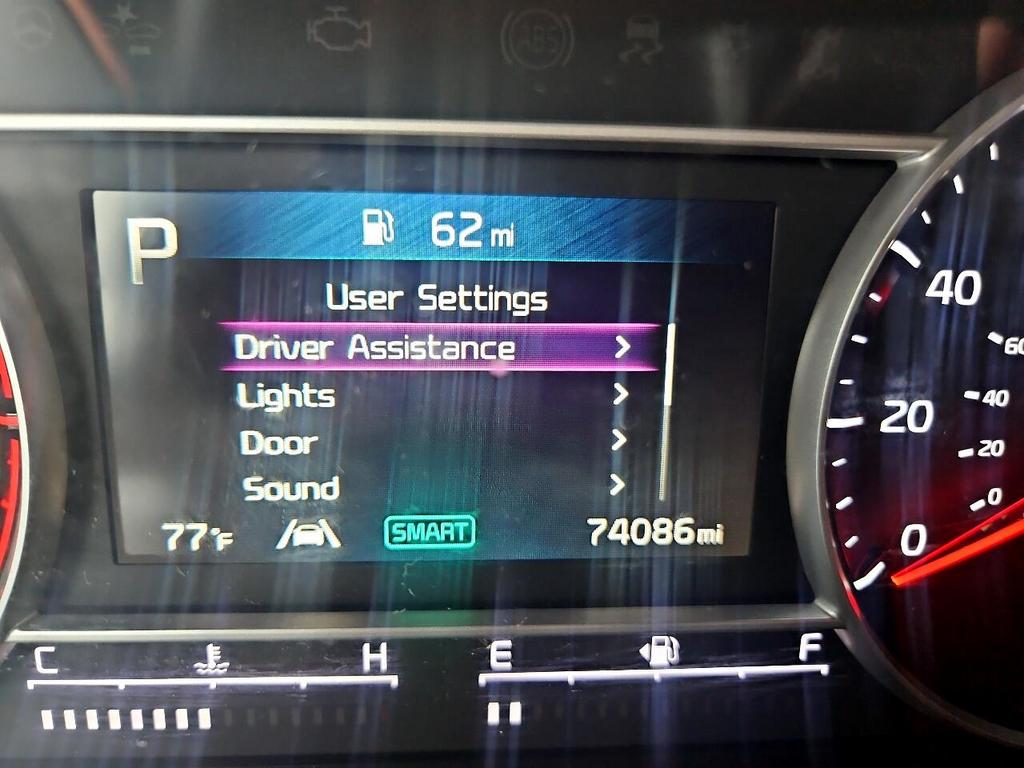 ABS
P
62 mi
User Settings
Driver Assistance >
Lights >
Door >
Sound >
77°F
SMART
74086 mi
40
20
0
60
40
20
0
C
H
E
F